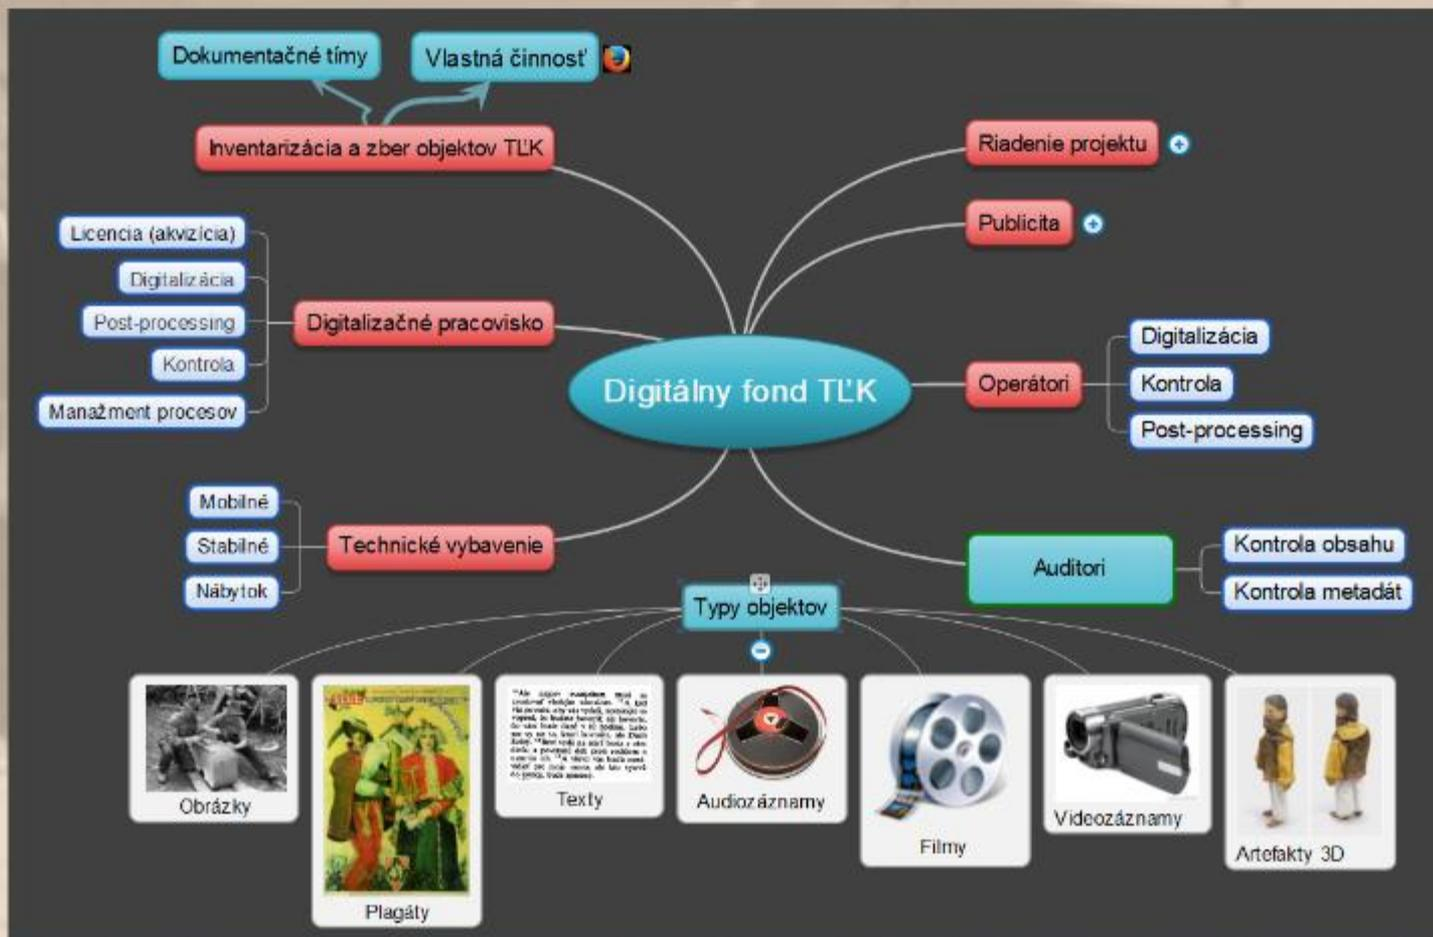 Dokumentačné tímy
Vlastná činnosť
Inventarizácia a zber objektov TĽK
Riadenie projektu
Publicita
Licencia (akvizícia)
Digitalizácia
Post-processing
Kontrola
Manažment procesov
Digitalizačné pracovisko
Digitálny fond TĽK
Operátori
Digitalizácia
Kontrola
Post-processing
Mobilné
Stabilné
Nábytok
Technické vybavenie
Auditori
Kontrola obsahu
Kontrola metadát
Typy objektov
Obrázky
Plagáty
Texty
Audiozáznamy
Filmy
Videozáznamy
Artefakty 3D